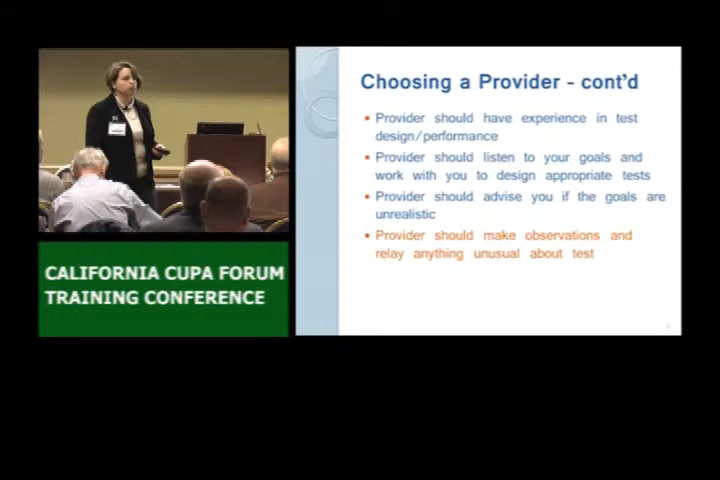 Choosing a Provider - cont'd
• Provider should have experience in test
design/performance
• Provider should listen to your goals and
work with you to design appropriate tests
• Provider should advise you if the goals are
unrealistic
• Provider should make observations and
relay anything unusual about test
CALIFORNIA CUPA FORUM
TRAINING CONFERENCE